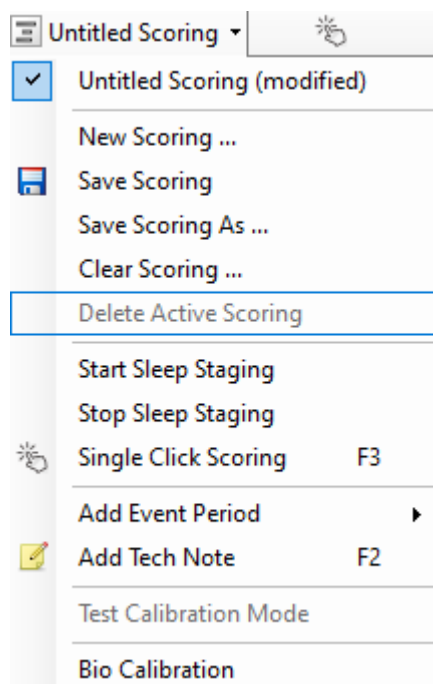 Untitled Scoring
Untitled Scoring (modified)
New Scoring ...
Save Scoring
Save Scoring As ...
Clear Scoring ...
Delete Active Scoring
Start Sleep Staging
Stop Sleep Staging
Single Click Scoring F3
Add Event Period
Add Tech Note F2
Test Calibration Mode
Bio Calibration